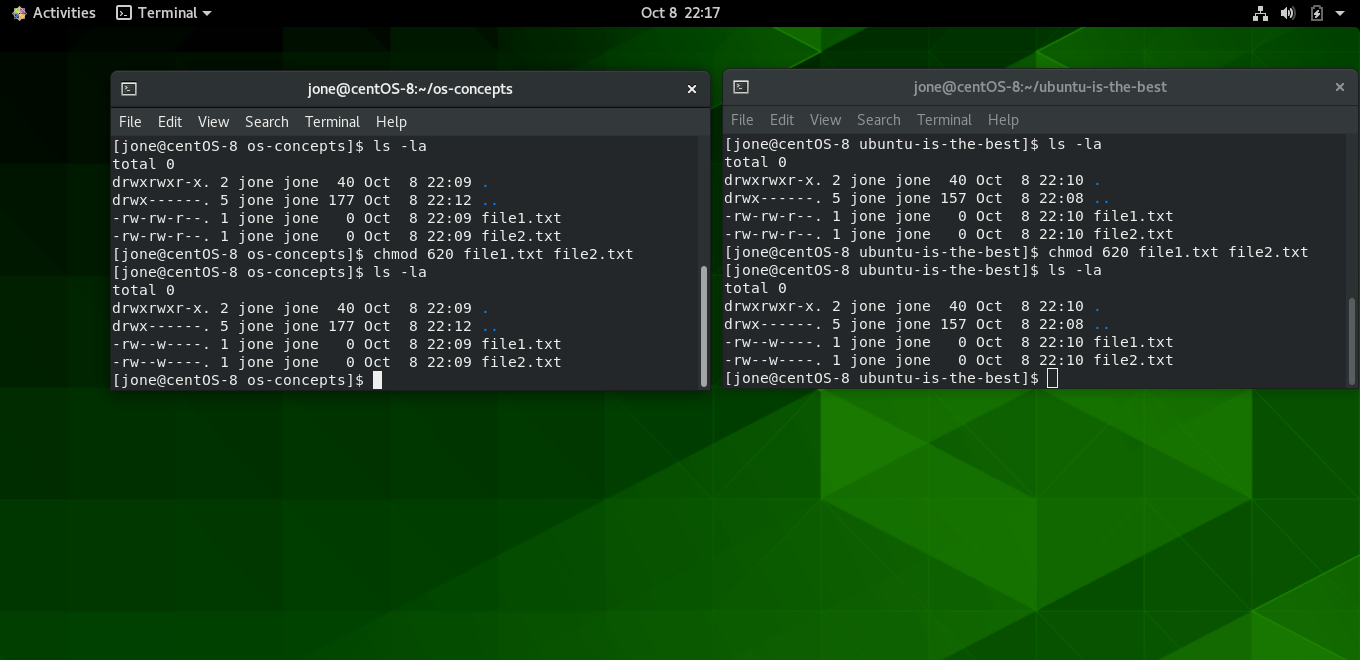 Activities Terminal Oct 8 22:17
jone@centOS-8:~/os-concepts
File Edit View Search Terminal Help
[jone@centOS-8 os-concepts]$ ls -la
total 0
drwxrwxr-x. 2 jone jone  40 Oct  8 22:09 .
drwx------. 5 jone jone 177 Oct  8 22:12 ..
-rw-rw-r--. 1 jone jone   0 Oct  8 22:09 file1.txt
-rw-rw-r--. 1 jone jone   0 Oct  8 22:09 file2.txt
[jone@centOS-8 os-concepts]$ chmod 620 file1.txt file2.txt
[jone@centOS-8 os-concepts]$ ls -la
total 0
drwxrwxr-x. 2 jone jone  40 Oct  8 22:09 .
drwx------. 5 jone jone 177 Oct  8 22:12 ..
-rw--w----. 1 jone jone   0 Oct  8 22:09 file1.txt
-rw--w----. 1 jone jone   0 Oct  8 22:09 file2.txt
[jone@centOS-8 os-concepts]$
jone@centOS-8:~/ubuntu-is-the-best
File Edit View Search Terminal Help
[jone@centOS-8 ubuntu-is-the-best]$ ls -la
total 0
drwxrwxr-x. 2 jone jone  40 Oct  8 22:10 .
drwx------. 5 jone jone 157 Oct  8 22:08 ..
-rw-rw-r--. 1 jone jone   0 Oct  8 22:10 file1.txt
-rw-rw-r--. 1 jone jone   0 Oct  8 22:10 file2.txt
[jone@centOS-8 ubuntu-is-the-best]$ chmod 620 file1.txt file2.txt
[jone@centOS-8 ubuntu-is-the-best]$ ls -la
total 0
drwxrwxr-x. 2 jone jone  40 Oct  8 22:10 .
drwx------. 5 jone jone 157 Oct  8 22:08 ..
-rw--w----. 1 jone jone   0 Oct  8 22:10 file1.txt
-rw--w----. 1 jone jone   0 Oct  8 22:10 file2.txt
[jone@centOS-8 ubuntu-is-the-best]$